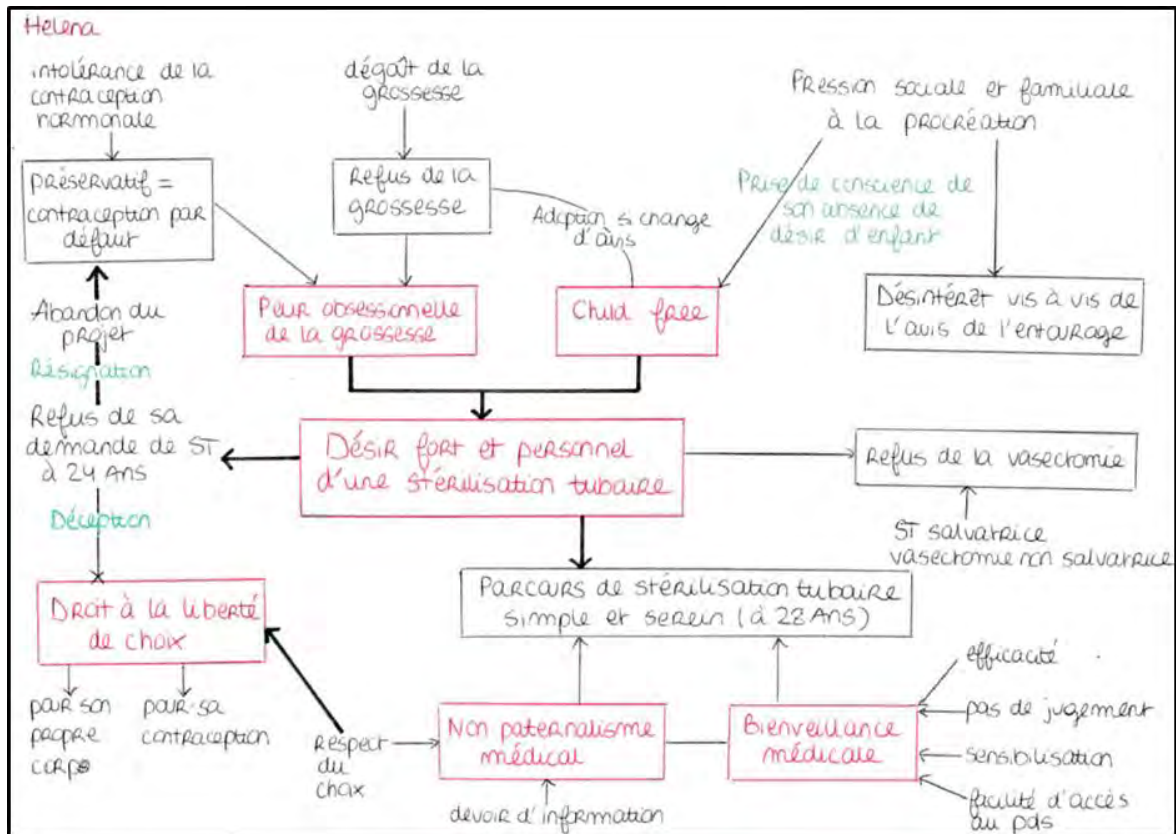 Helena
intolérance de la
contraception
hormonale
dégoût de la
grossesse
Pression sociale et familiale
à la procréation
préservatif =
contraception par
défaut
Refus de la
grossesse
Adoption si change
d'avis
Prise de conscience de
son absence de
désir d'enfant
Peur obsessionnelle
de la grossesse
Child free
Désintérêt vis à vis de
l'avis de l'entourage
Abandon du
projet
Résignation
Refus de sa
demande de ST
à 24 ans
Déception
Désir fort et personnel
d'une stérilisation tubaire
Refus de la vasectomie
ST salvatrice
vasectomie non salvatrice
Parcours de stérilisation tubaire
simple et serein (à 28 ans)
Droit à la liberté
de choix
pour son
propre
corps
pour sa
contraception
Respect
du
choix
Non paternalisme
médical
devoir d'information
Bienveillance
médicale
efficacité
pas de jugement
sensibilisation
facilité d'accès
au pds